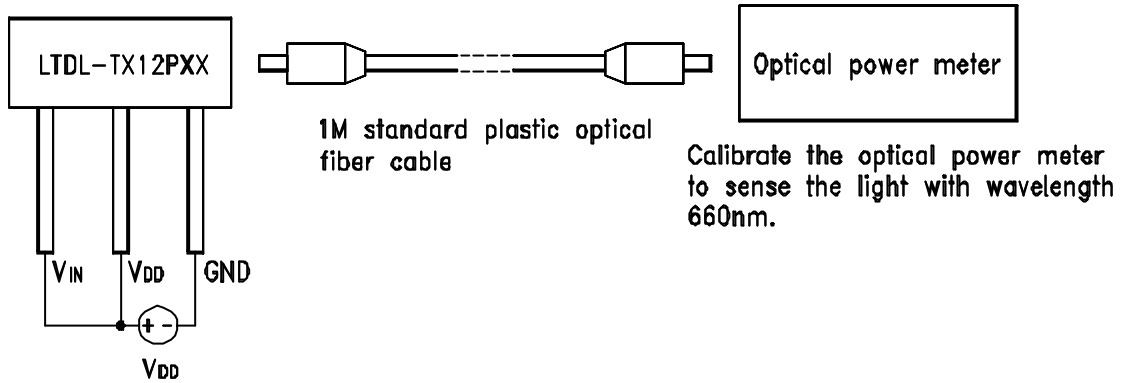 LTDL-TX12PXX
Optical power meter
1M standard plastic optical
fiber cable
Calibrate the optical power meter
to sense the light with wavelength
660nm.
VIN
VDD
GND
+ -
VDD